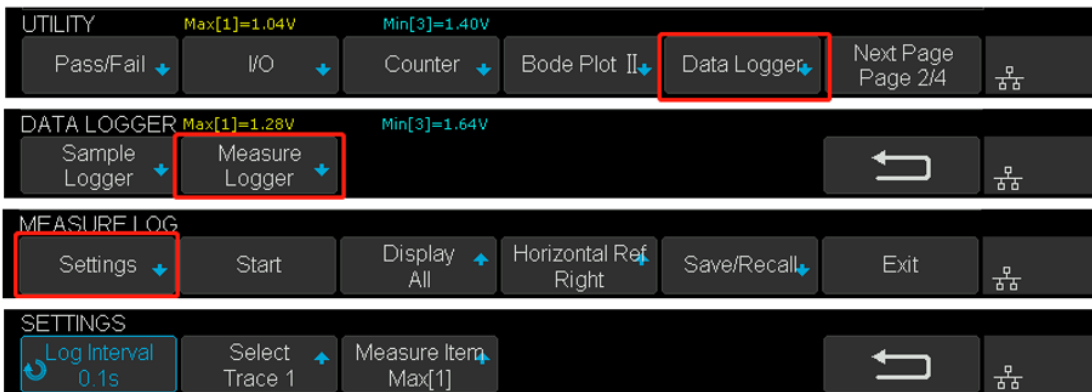 UTILITY Max[1]=1.04V Min[3]=1.40V
Pass/Fail I/O Counter Bode Plot II Data Logger Next Page
Page 2/4
DATA LOGGER Max[1]=1.28V Min[3]=1.64V
Sample Measure
Logger Logger
MEASURE LOG
Settings Start Display Horizontal Ref Save/Recall Exit
All Right
SETTINGS
Log Interval Select Measure Item
0.1s Trace 1 Max[1]